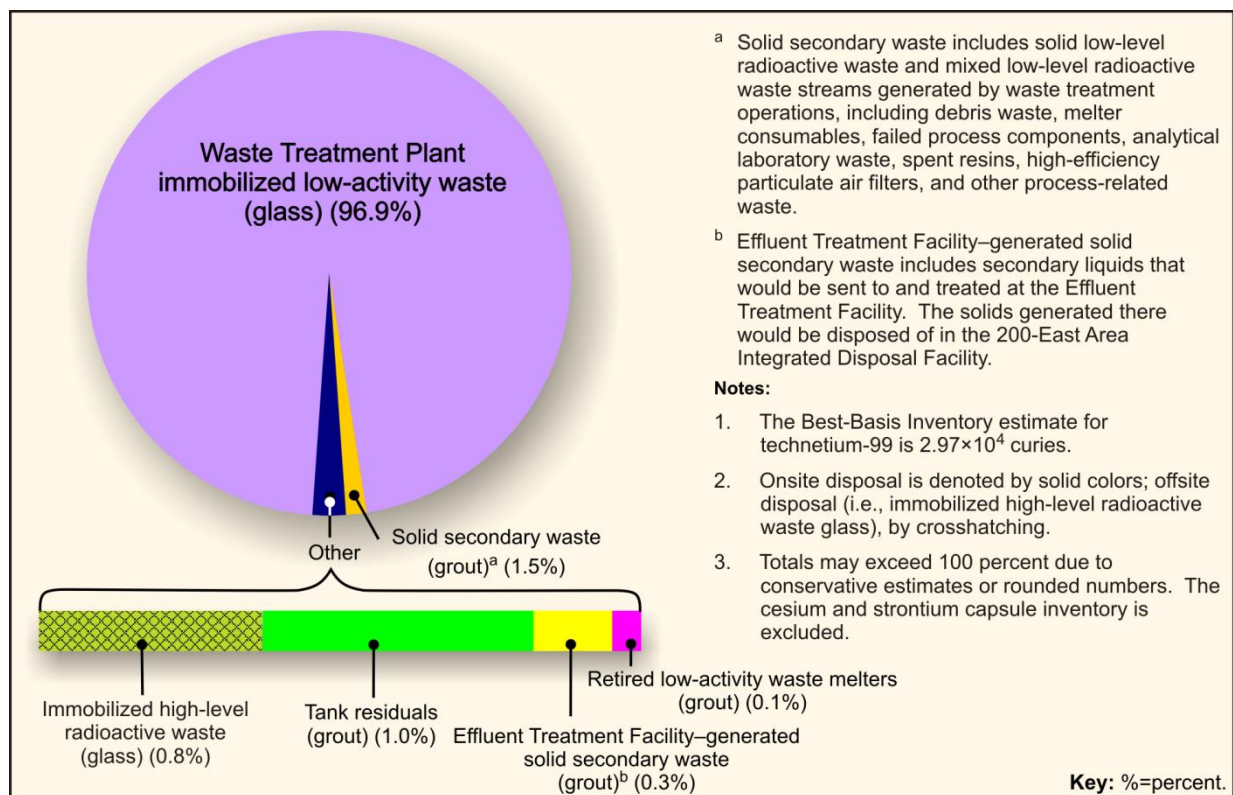 Waste Treatment Plant
immobilized low-activity waste
(glass) (96.9%)
Other
Solid secondary waste
(grout)a (1.5%)
Immobilized high-level
radioactive waste
(glass) (0.8%)
Tank residuals
(grout) (1.0%)
Effluent Treatment Facility–generated
solid secondary waste
(grout)b (0.3%)
Retired low-activity waste melters
(grout) (0.1%)
a Solid secondary waste includes solid low-level
radioactive waste and mixed low-level radioactive
waste streams generated by waste treatment
operations, including debris waste, melter
consumables, failed process components, analytical
laboratory waste, spent resins, high-efficiency
particulate air filters, and other process-related
waste.
b Effluent Treatment Facility–generated solid
secondary waste includes secondary liquids that
would be sent to and treated at the Effluent
Treatment Facility.  The solids generated there
would be disposed of in the 200-East Area
Integrated Disposal Facility.
Notes:
1. The Best-Basis Inventory estimate for
technetium-99 is 2.97×10⁴ curies.
2. Onsite disposal is denoted by solid colors; offsite
disposal (i.e., immobilized high-level radioactive
waste glass), by crosshatching.
3. Totals may exceed 100 percent due to
conservative estimates or rounded numbers.  The
cesium and strontium capsule inventory is
excluded.
Key: %=percent.